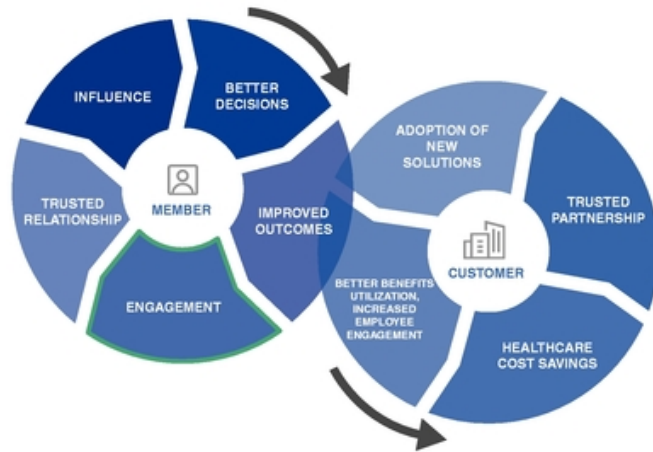 INFLUENCE
BETTER
DECISIONS
TRUSTED
RELATIONSHIP
MEMBER
IMPROVED
OUTCOMES
ENGAGEMENT
ADOPTION OF
NEW
SOLUTIONS
TRUSTED
PARTNERSHIP
CUSTOMER
BETTER BENEFITS
UTILIZATION,
INCREASED
EMPLOYEE
ENGAGEMENT
HEALTHCARE
COST SAVINGS